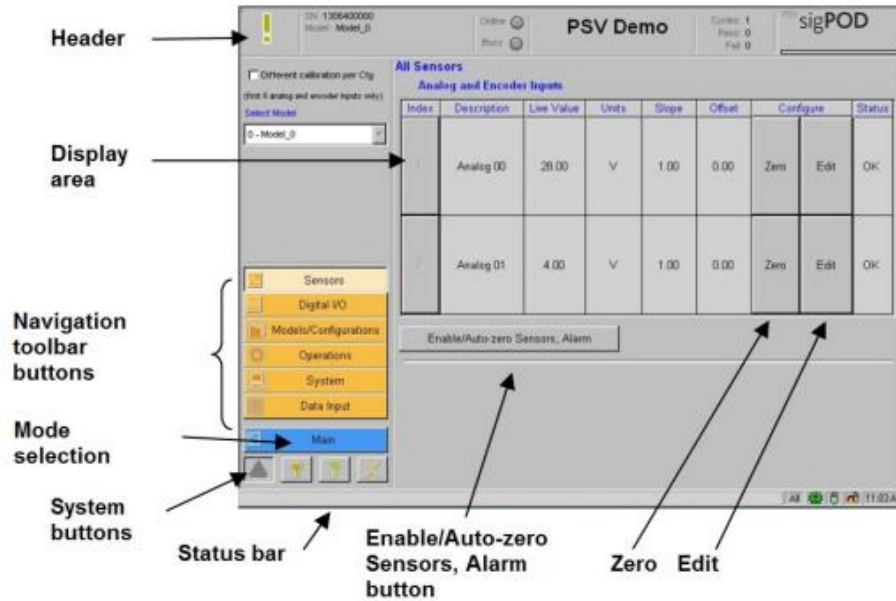 Header
SN: 1306400000
Model: Model_0
Online
Busy
PSV Demo
Cycles: 1
Pass: 0
Fail: 0
sigPOD
Different calibration per Cfg
(first 8 analog and encoder inputs only)
Select Model
0 - Model_0
All Sensors
Analog and Encoder Inputs
Index Description Live Value Units Slope Offset Configure Status
Analog 00 28.00 V 1.00 0.00 Zero Edit OK
Analog 01 4.00 V 1.00 0.00 Zero Edit OK
Display
area
Sensors
Digital I/O
Models/Configurations
Operations
System
Data Input
Main
Enable/Auto-zero Sensors, Alarm
Navigation
toolbar
buttons
Mode
selection
System
buttons
Status bar
Enable/Auto-zero
Sensors, Alarm
button
Zero Edit
11:03A